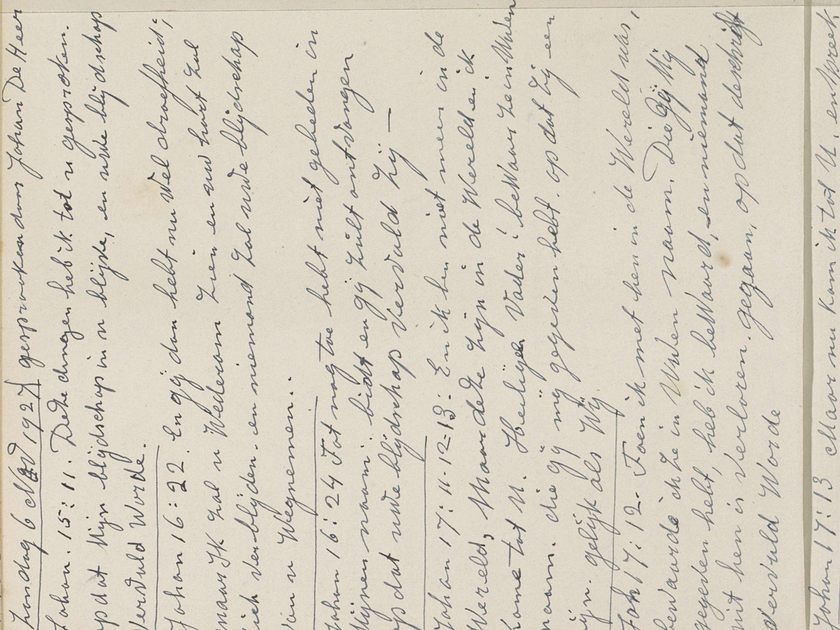 Zondag 6 Nov 1927 gesproken door Johan De Heer
Johan. 15:11. Deze dingen heb ik tot u gesproken.
opdat Mijn blijdschap in u blijve, en uwe blijdschap
Vervuld Worde.
Johan 16:22. En gij dan hebt nu Wel droefheid;
maar Ik zal u Wederom Zien en uw hart zal
zich verblijden. en niemand zal uwe blijdschap
Van u Wegnemen..
Johan 16:24 Tot nog toe hebt niet gebeden in
Mijnen naam: bidt en gij zult ontvangen
opdat uwe blijdschap Vervuld Zij —
Johan 17:11-12-13: En ik ben niet meer in de
Wereld, Maar deze zijn in de Wereld en ik
Kome tot U. Heilige Vader! bewaar ze in Uwen
naam. die gij mij gegeven hebt. opdat zij een
zijn. gelijk als Wij.
Joh 17:12. Toen ik met hen in de Wereld was,
bewaarde ik ze in Uwen naam. Die Gij Mij
gegeven hebt, heb ik bewaard, en niemand
uit hen is verloren. gegaan, opdat de schrift
Vervuld Worde
Johan 17:13 Maar nu kom ik tot U en spreek